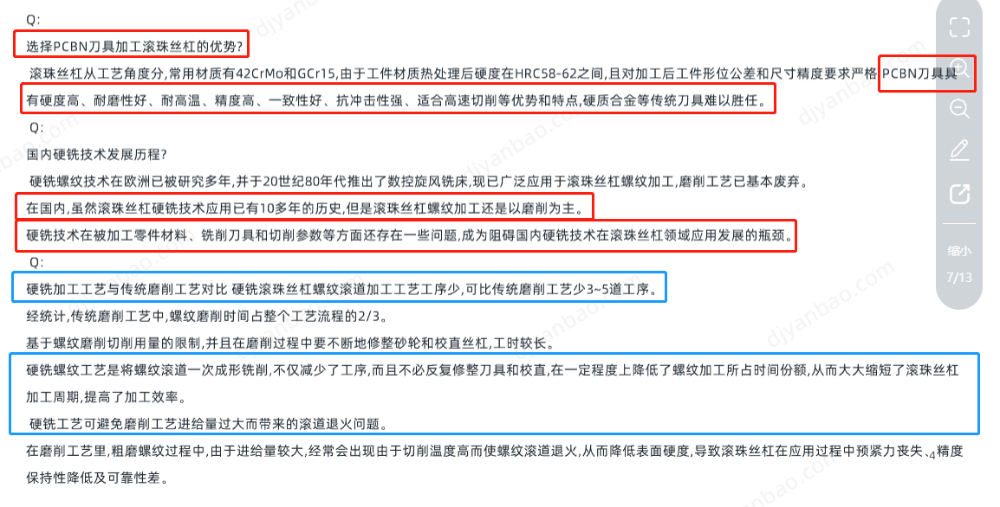 Q:
选择PCBN刀具加工滚珠丝杠的优势?
滚珠丝杠从工艺角度分,常用材质有42CrMo和GCr15,由于工件材质热处理后硬度在HRC58-62之间,且对加工后工件形位公差和尺寸精度要求严格,PCBN刀具具
有硬度高、耐磨性好、耐高温、精度高、一致性好、抗冲击性强、适合高速切削等优势和特点,硬质合金等传统刀具难以胜任。
Q:
国内硬铣技术发展历程?
硬铣螺纹技术在欧洲已被研究多年,并于20世纪80年代推出了数控旋风铣床,现已广泛应用于滚珠丝杠螺纹加工,磨削工艺已基本废弃。
在国内,虽然滚珠丝杠硬铣技术应用已有10多年的历史,但是滚珠丝杠螺纹加工还是以磨削为主。
硬铣技术在被加工零件材料、铣削刀具和切削参数等方面还存在一些问题,成为阻碍国内硬铣技术在滚珠丝杠领域应用发展的瓶颈。
Q:
硬铣加工工艺与传统磨削工艺对比 硬铣滚珠丝杠螺纹滚道加工工艺工序少,可比传统磨削工艺少3~5道工序。
经统计,传统磨削工艺中,螺纹磨削时间占整个工艺流程的2/3。
基于螺纹磨削切削用量的限制,并且在磨削过程中要不断地修整砂轮和校直丝杠,工时较长。
硬铣螺纹工艺是将螺纹滚道一次成形铣削,不仅减少了工序,而且不必反复修整刀具和校直,在一定程度上降低了螺纹加工所占时间份额,从而大大缩短了滚珠丝杠
加工周期,提高了加工效率。
硬铣工艺可避免磨削工艺进给量过大而带来的滚道退火问题。
在磨削工艺里,粗磨螺纹过程中,由于进给量较大,经常会出现由于切削温度高而使螺纹滚道退火,从而降低表面硬度,导致滚珠丝杠在应用过程中预紧力丧失、精度
保持性降低及可靠性差。
4
缩小
7/13
djyanbao.com
djyanbao.com
djyanbao.com
djyanbao.com
djyanbao.com